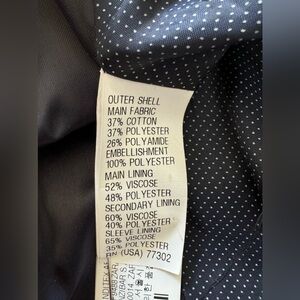 OUTER SHELL
MAIN FABRIC
37% COTTON
37% POLYESTER
26% POLYAMIDE
EMBELLISHMENT
100% POLYESTER
MAIN LINING
52% VISCOSE
48% POLYESTER
SECONDARY LINING
60% VISCOSE
40% POLYESTER
SLEEVE LINING
65% VISCOSE
35% POLYESTER
RN (USA) 77302